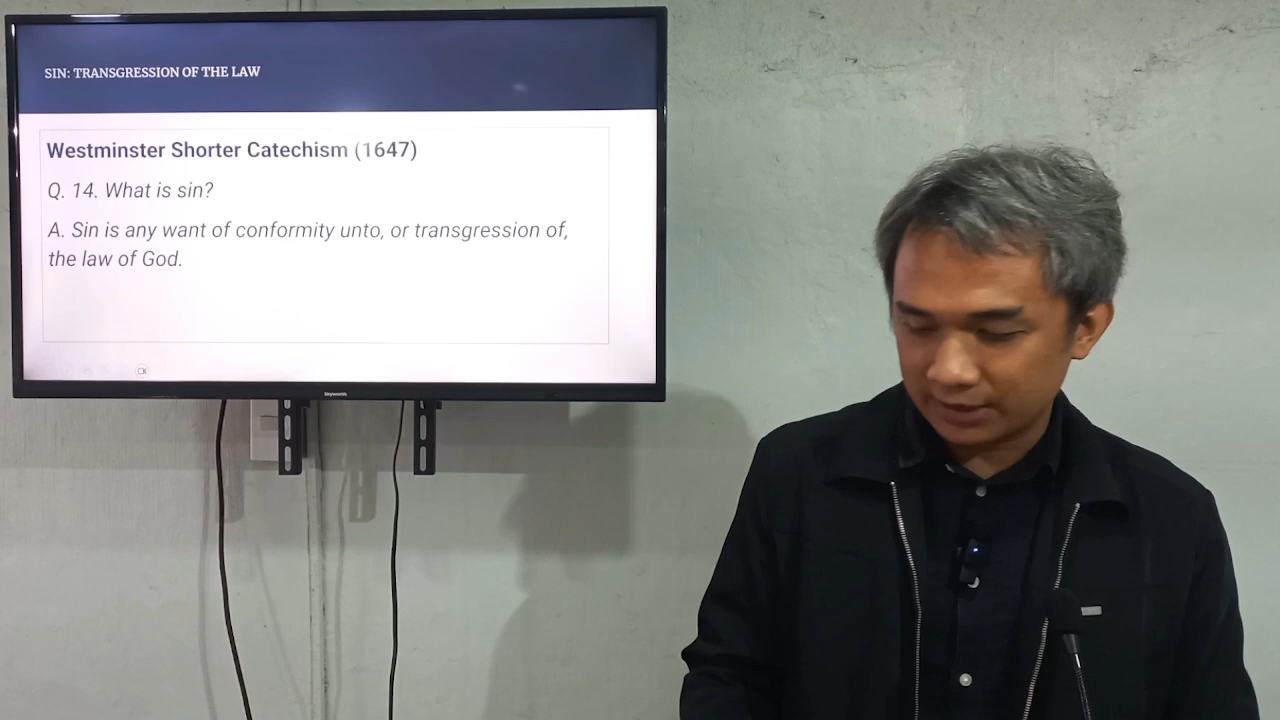 SIN: TRANSGRESSION OF THE LAW
Westminster Shorter Catechism (1647)
Q. 14. What is sin?
A. Sin is any want of conformity unto, or transgression of,
the law of God.
Skyworth